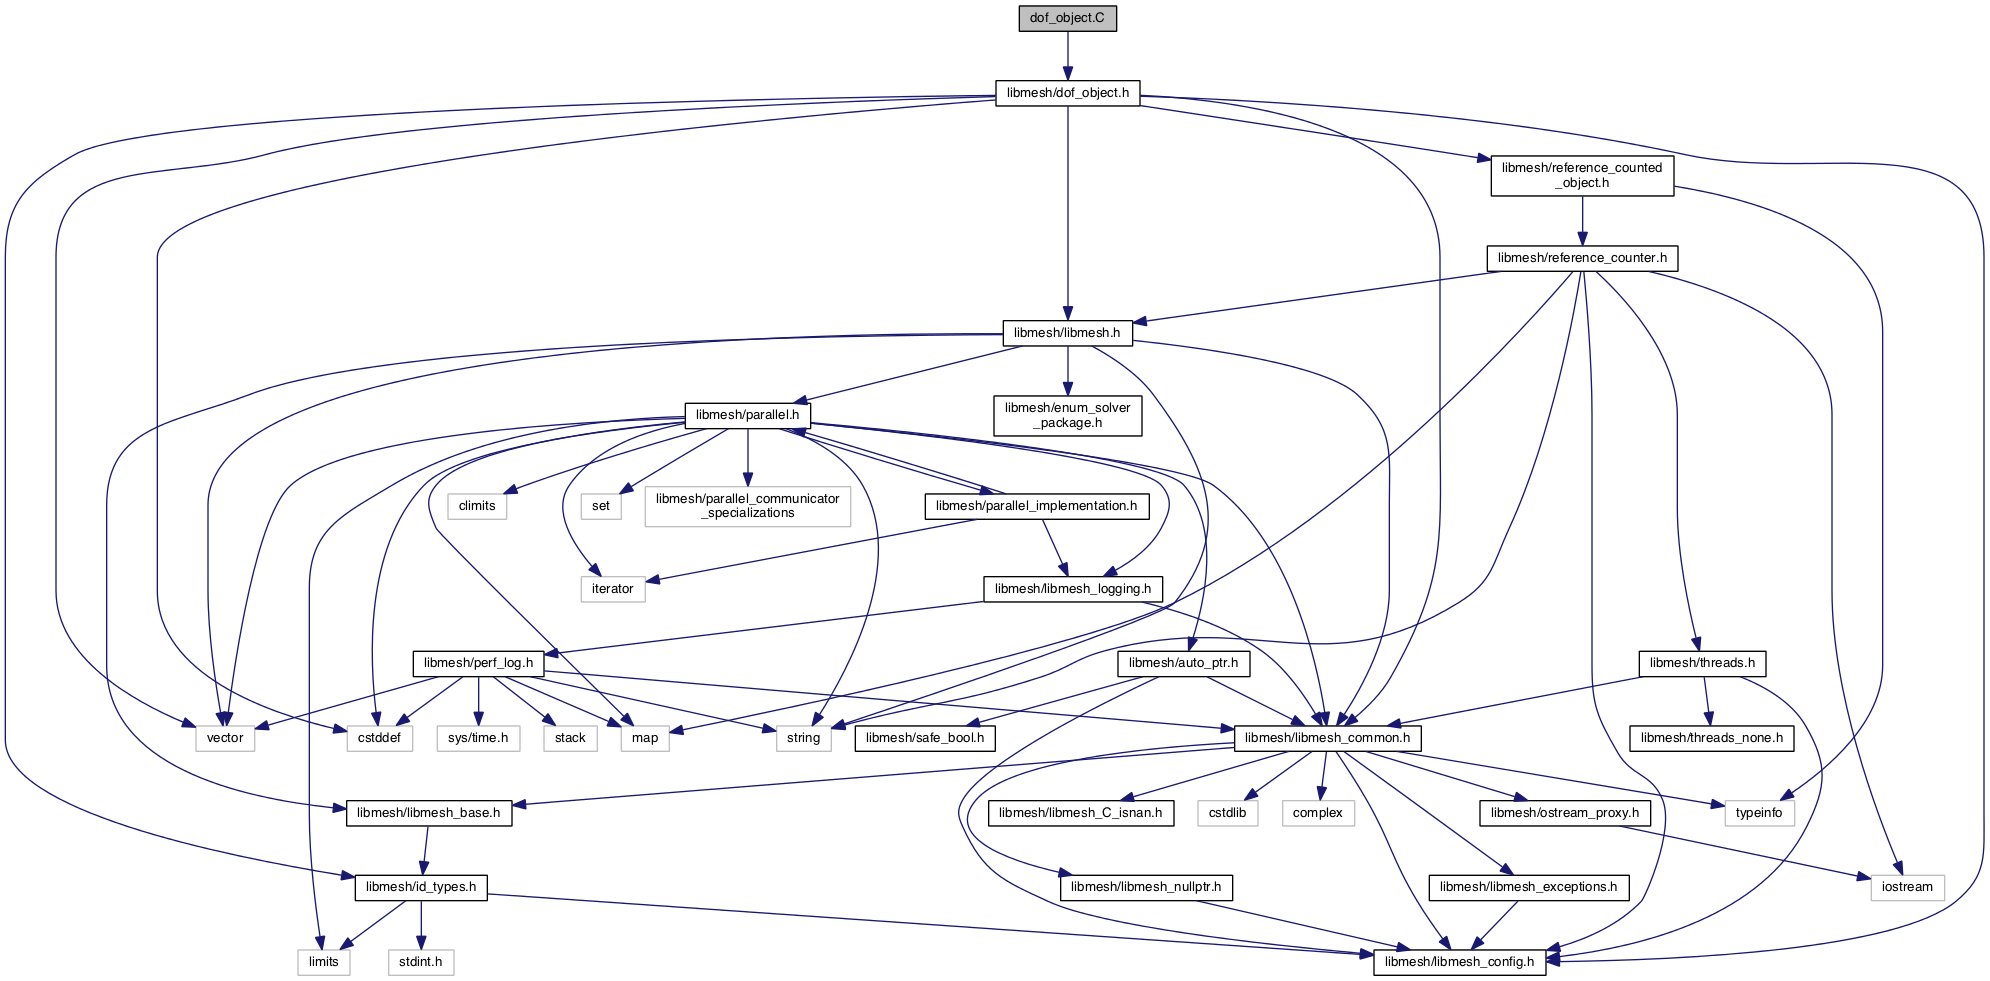 dof_object.C
libmesh/dof_object.h
libmesh/reference_counted
_object.h
libmesh/reference_counter.h
libmesh/libmesh.h
libmesh/parallel.h
libmesh/enum_solver
_package.h
climits
set
libmesh/parallel_communicator
_specializations
libmesh/parallel_implementation.h
iterator
libmesh/libmesh_logging.h
libmesh/perf_log.h
libmesh/auto_ptr.h
libmesh/threads.h
vector
cstddef
sys/time.h
stack
map
string
libmesh/safe_bool.h
libmesh/libmesh_common.h
libmesh/threads_none.h
libmesh/libmesh_base.h
libmesh/libmesh_C_isnan.h
cstdlib
complex
libmesh/ostream_proxy.h
typeinfo
libmesh/id_types.h
libmesh/libmesh_nullptr.h
libmesh/libmesh_exceptions.h
iostream
limits
stdint.h
libmesh/libmesh_config.h